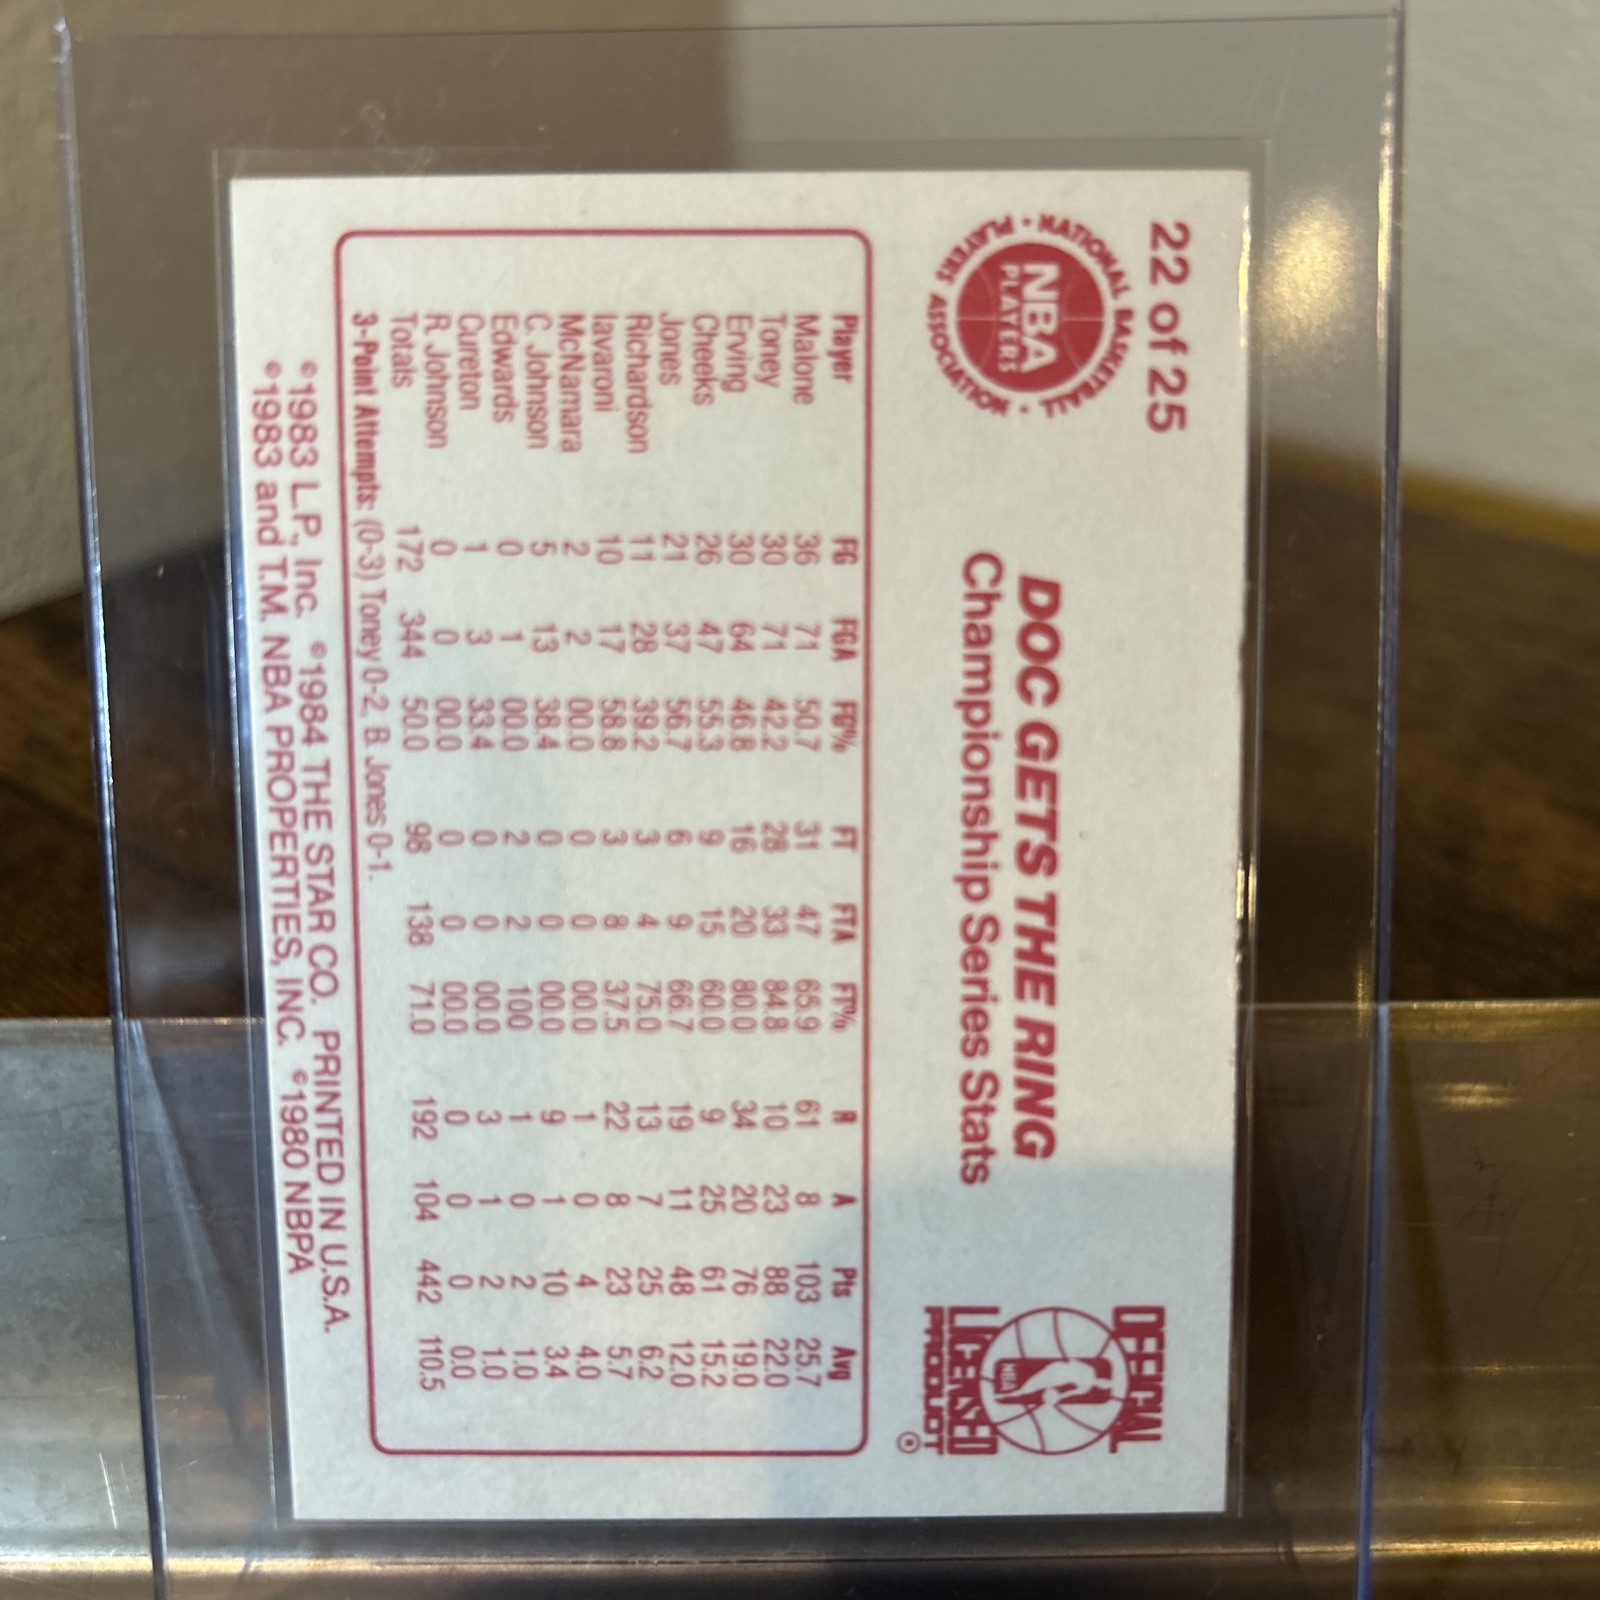 22 of 25
NATIONAL BASKETBALL PLAYERS ASSOCIATION
NBA
PLAYERS
DOC GETS THE RING
Championship Series Stats
OFFICIAL
NBA
LICENSED
PRODUCT
®
Player FG FGA FG% FT FTA FT% R A Pts Avg
Malone 36 71 50.7 31 47 65.9 61 8 103 25.7
Toney 30 71 42.2 28 33 84.8 10 23 88 22.0
Erving 30 64 46.8 16 20 80.0 34 20 76 19.0
Cheeks 26 47 55.3 9 15 60.0 9 25 61 15.2
Jones 21 37 56.7 6 9 66.7 19 11 48 12.0
Richardson 11 28 39.2 3 4 75.0 13 7 25 6.2
Iavaroni 10 17 58.8 3 8 37.5 22 8 23 5.7
McNamara 2 2 00.0 0 0 00.0 1 0 4 4.0
C. Johnson 5 13 38.4 0 0 00.0 9 1 10 3.4
Edwards 0 1 00.0 2 2 100 1 0 2 1.0
Cureton 1 3 33.4 0 0 00.0 3 1 2 1.0
R. Johnson 0 0 00.0 0 0 00.0 0 0 0 0.0
Totals 172 344 50.0 98 138 71.0 192 104 442 110.5
3-Point Attempts: (0-3) Toney 0-2, B. Jones 0-1.
©1983 L.P., Inc. ©1984 THE STAR CO. PRINTED IN U.S.A.
©1983 and T.M. NBA PROPERTIES, INC. ©1980 NBPA